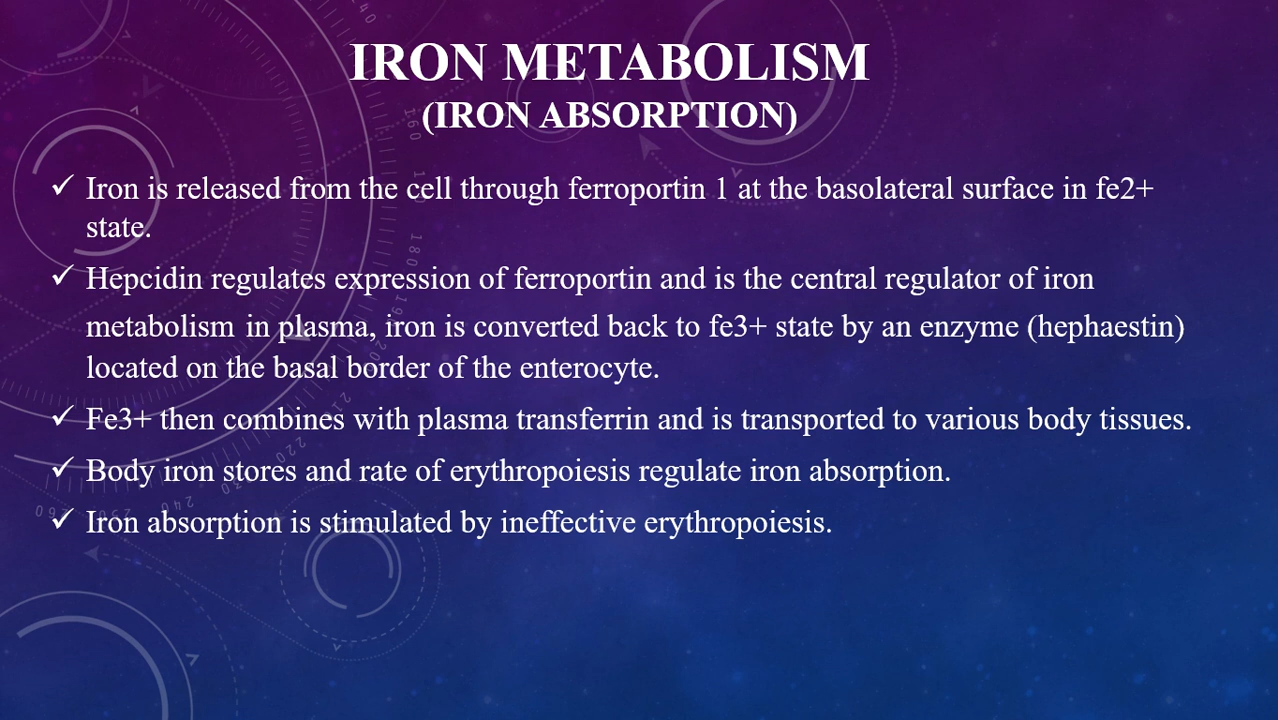 IRON METABOLISM
(IRON ABSORPTION)
✓ Iron is released from the cell through ferroportin 1 at the basolateral surface in fe2+
state.
✓ Hepcidin regulates expression of ferroportin and is the central regulator of iron
metabolism in plasma, iron is converted back to fe3+ state by an enzyme (hephaestin)
located on the basal border of the enterocyte.
✓ Fe3+ then combines with plasma transferrin and is transported to various body tissues.
✓ Body iron stores and rate of erythropoiesis regulate iron absorption.
✓ Iron absorption is stimulated by ineffective erythropoiesis.